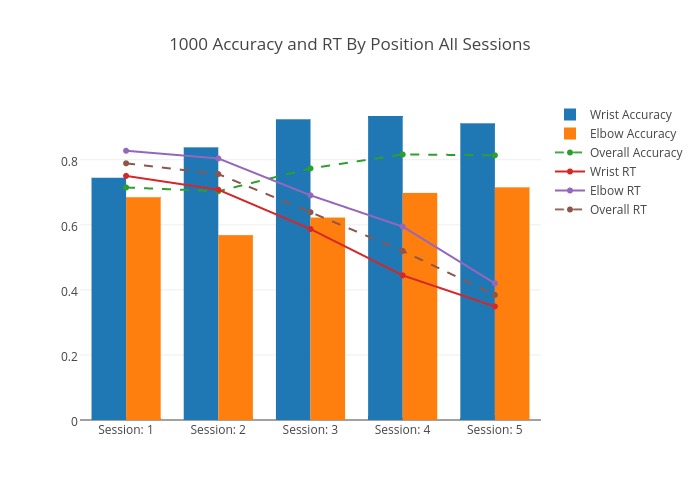 1000 Accuracy and RT By Position All Sessions
Wrist Accuracy
Elbow Accuracy
Overall Accuracy
Wrist RT
Elbow RT
Overall RT
0.8
0.6
0.4
0.2
0
Session: 1
Session: 2
Session: 3
Session: 4
Session: 5